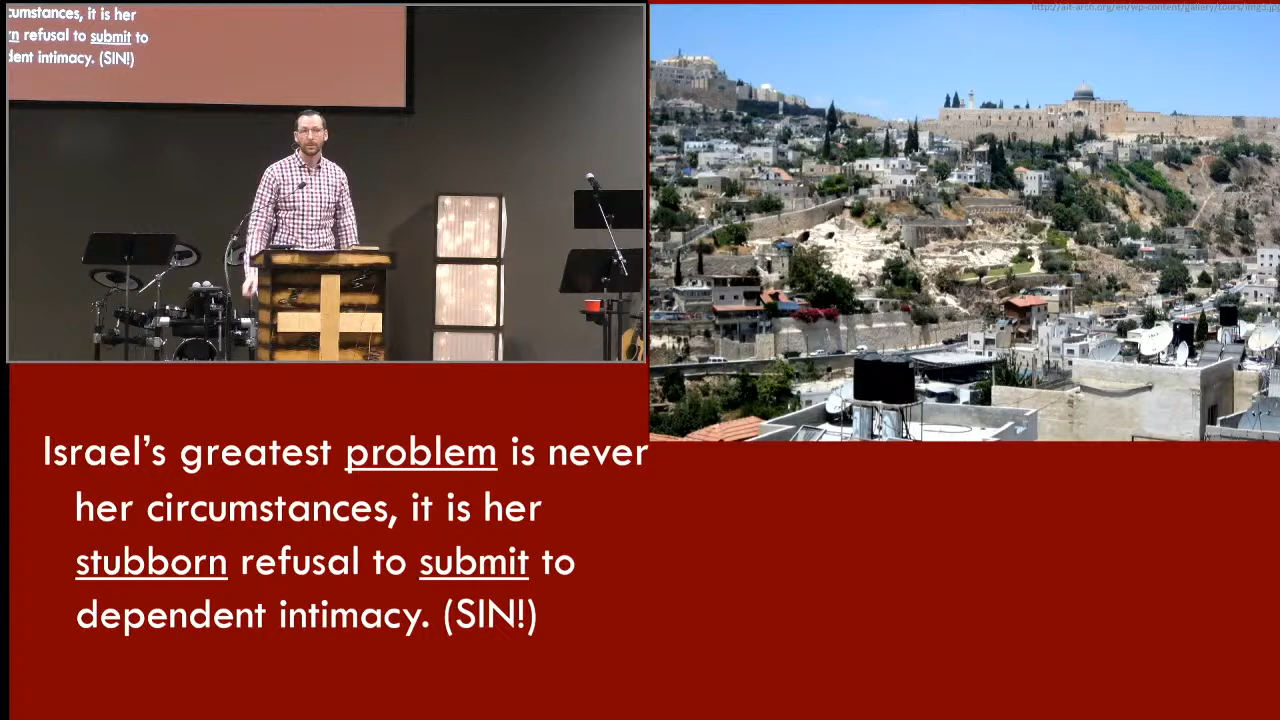 cumstances, it is her
refusal to submit to
dent intimacy. (SIN!)
Israel's greatest problem is never
her circumstances, it is her
stubborn refusal to submit to
dependent intimacy. (SIN!)